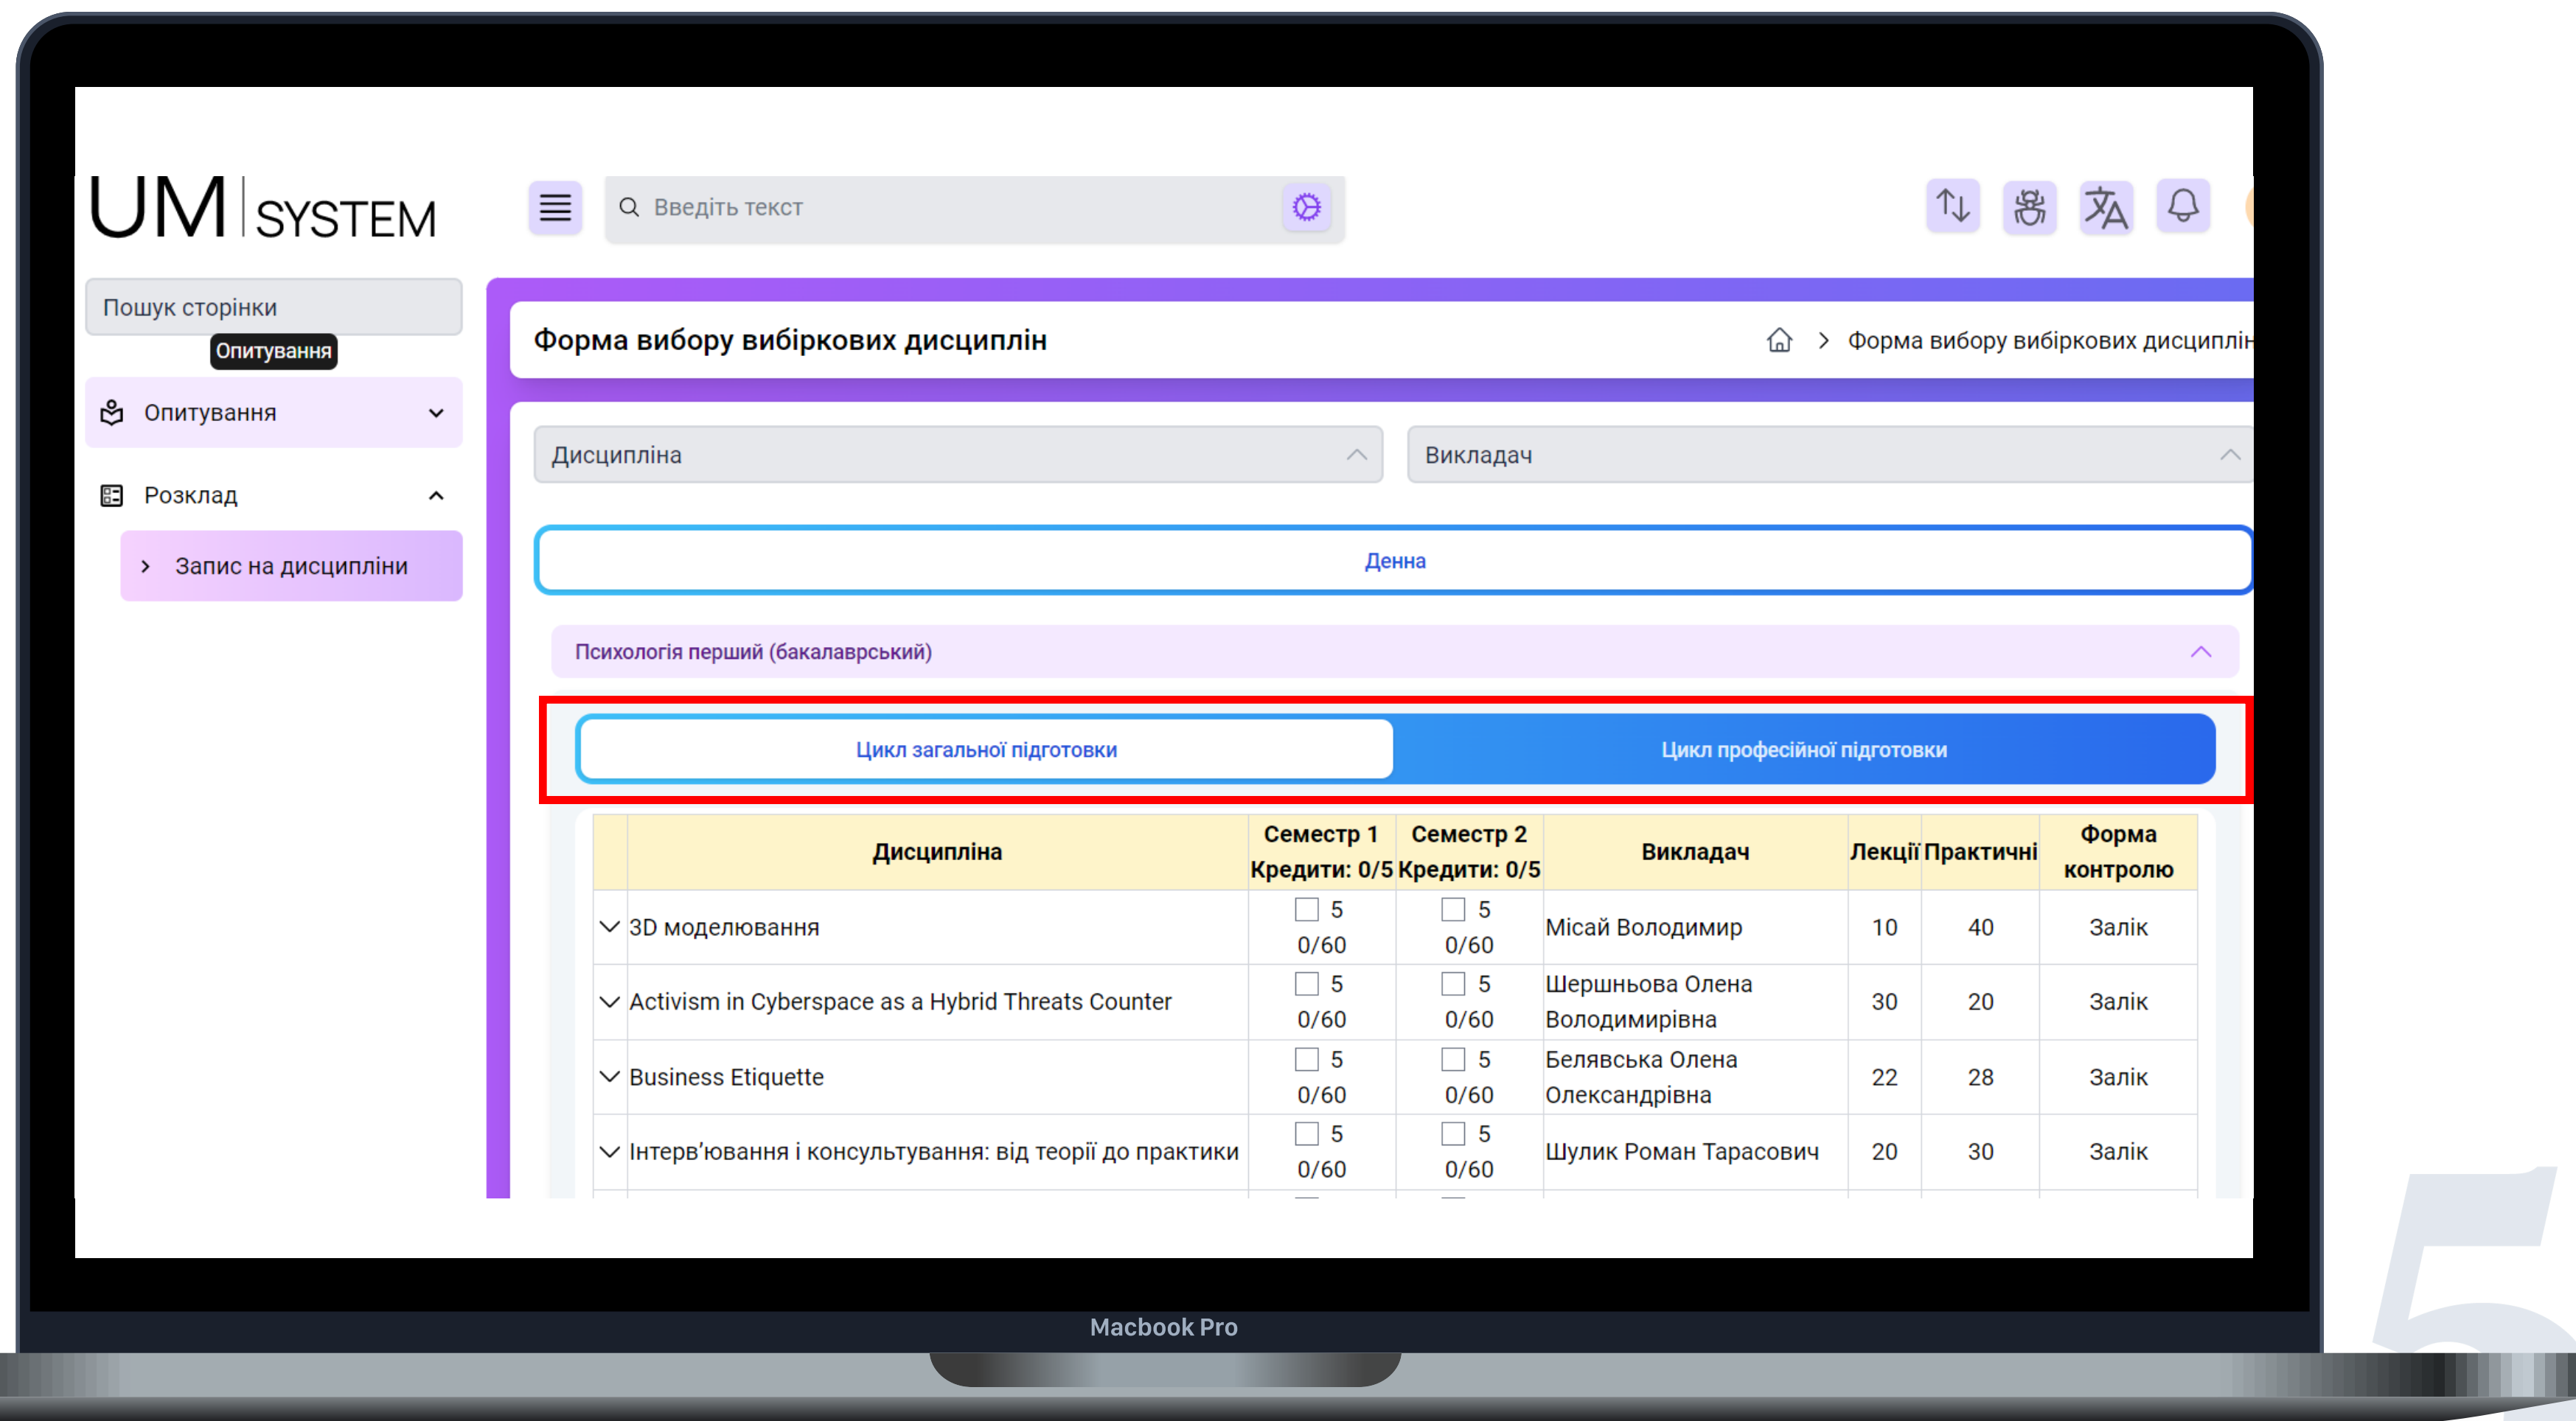 UM SYSTEM
Введіть текст
Пошук сторінки
Опитування
Опитування
Розклад
Запис на дисципліни
Форма вибору вибіркових дисциплін
Форма вибору вибіркових дисциплін
Дисципліна
Викладач
Денна
Психологія перший (бакалаврський)
Цикл загальної підготовки
Цикл професійної підготовки
Дисципліна Семестр 1 Кредити: 0/5 Семестр 2 Кредити: 0/5 Викладач Лекції Практичні Форма контролю
3D моделювання 5 0/60 5 0/60 Місай Володимир 10 40 Залік
Activism in Cyberspace as a Hybrid Threats Counter 5 0/60 5 0/60 Шершньова Олена Володимирівна 30 20 Залік
Business Etiquette 5 0/60 5 0/60 Белявська Олена Олександрівна 22 28 Залік
Інтерв'ювання і консультування: від теорії до практики 5 0/60 5 0/60 Шулик Роман Тарасович 20 30 Залік
Macbook Pro
5